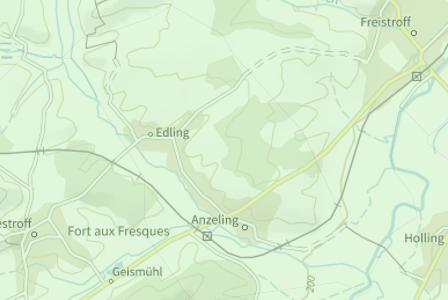 Freistroff
Edling
Anzeling
estroff
Fort aux Fresques
Holling
Geismühl
200